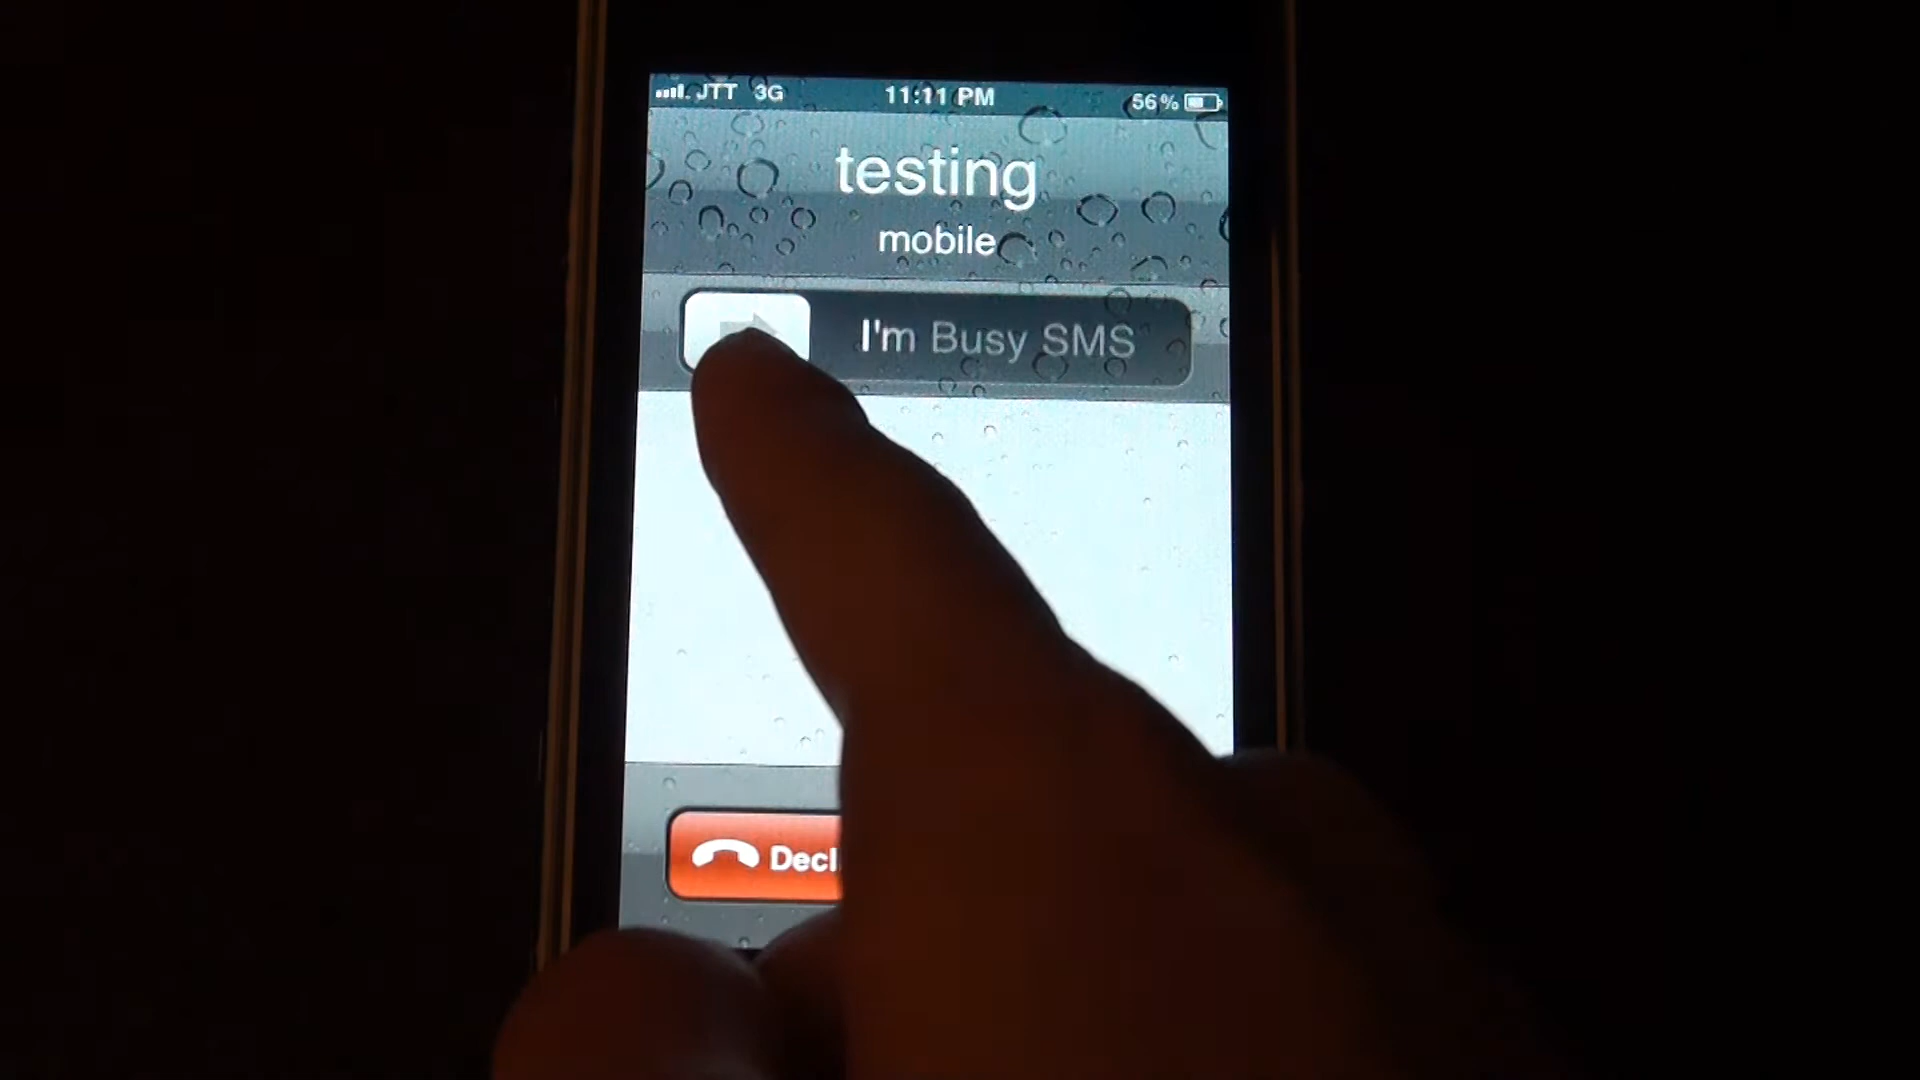 JTT 3G 11:11 PM 56%
testing
mobile
I'm Busy SMS
Decl